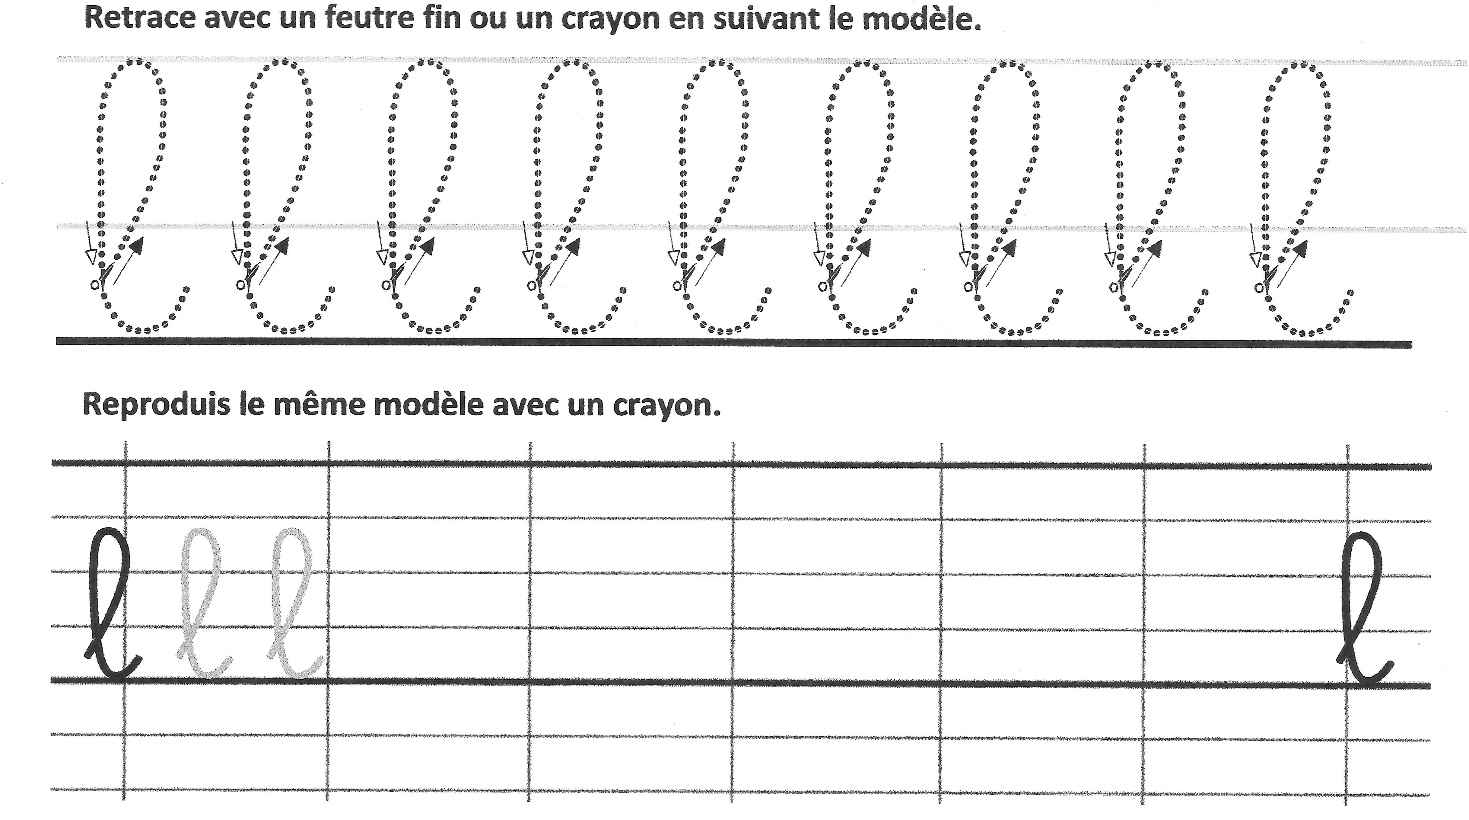 Retrace avec un feutre fin ou un crayon en suivant le modèle.
l l l l l l l l l
Reproduis le même modèle avec un crayon.
l l l l